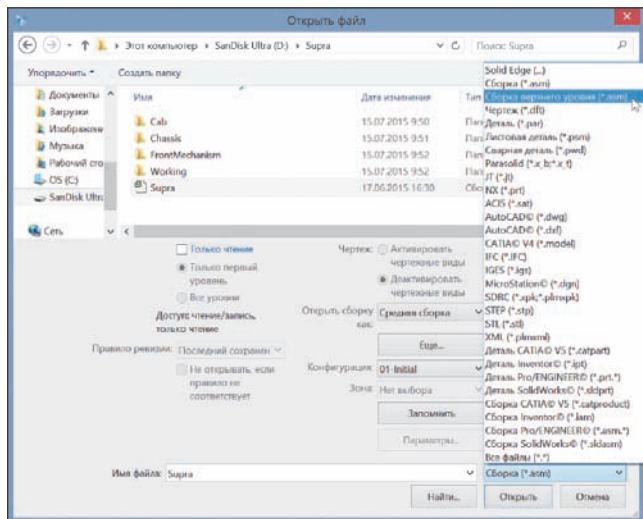 Открыть файл
Этот компьютер ▸ SanDisk Ultra (D:) ▸ Supra
Поиск: Supra
Упорядочить
Создать папку
Документы
Загрузки
Изображения
Музыка
Рабочий сто
OS (C:)
SanDisk Ultra
Сеть
Имя
Дата изменения
Тип
Cab
15.07.2015 9:50
Пап
Chassis
15.07.2015 9:51
Пап
FrontMechanism
15.07.2015 9:52
Пап
Working
15.07.2015 9:52
Пап
Supra
17.06.2015 16:30
Сбо
Solid Edge (...)
Сборка (*.asm)
Сборка верхнего уровня (*.asm)
Чертеж (*.dft)
Деталь (*.par)
Листовая деталь (*.psm)
Сварная деталь (*.pwd)
Parasolid (*.x_b;*.x_t)
JT (*.jt)
NX (*.prt)
ACIS (*.sat)
AutoCAD© (*.dwg)
AutoCAD© (*.dxf)
CATIA© V4 (*.model)
IFC (*.IFC)
IGES (*.igs)
MicroStation© (*.dgn)
SDRC (*.xpk;*.plmxpk)
STEP (*.stp)
STL (*.stl)
XML (*.plmxml)
Деталь CATIA© V5 (*.catpart)
Деталь Inventor© (*.ipt)
Деталь Pro/ENGINEER© (*.prt.*)
Деталь SolidWorks© (*.sldprt)
Сборка CATIA© V5 (*.catproduct)
Сборка Inventor© (*.iam)
Сборка Pro/ENGINEER© (*.asm.*)
Сборка SolidWorks© (*.sldasm)
Все файлы (*.*)
Только чтение
Только первый
уровень
Все уровни
Доступ: чтение/запись,
только чтение
Правило ревизии:
Последний сохранен
Не открывать, если
правило не
соответствует
Чертеж:
Активировать
чертежные виды
Деактивировать
чертежные виды
Открыть сборку
как:
Средняя сборка
Еще...
Конфигурация:
01-Initial
Зона:
Нет выбора
Запомнить
Параметры...
Имя файла:
Supra
Сборка (*.asm)
Найти...
Открыть
Отмена